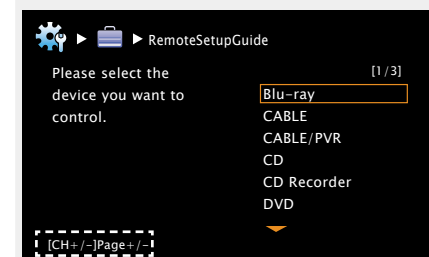 RemoteSetupGuide
Please select the
device you want to
control.
[1/3]
Blu-ray
CABLE
CABLE/PVR
CD
CD Recorder
DVD
[CH+/-]Page+/-